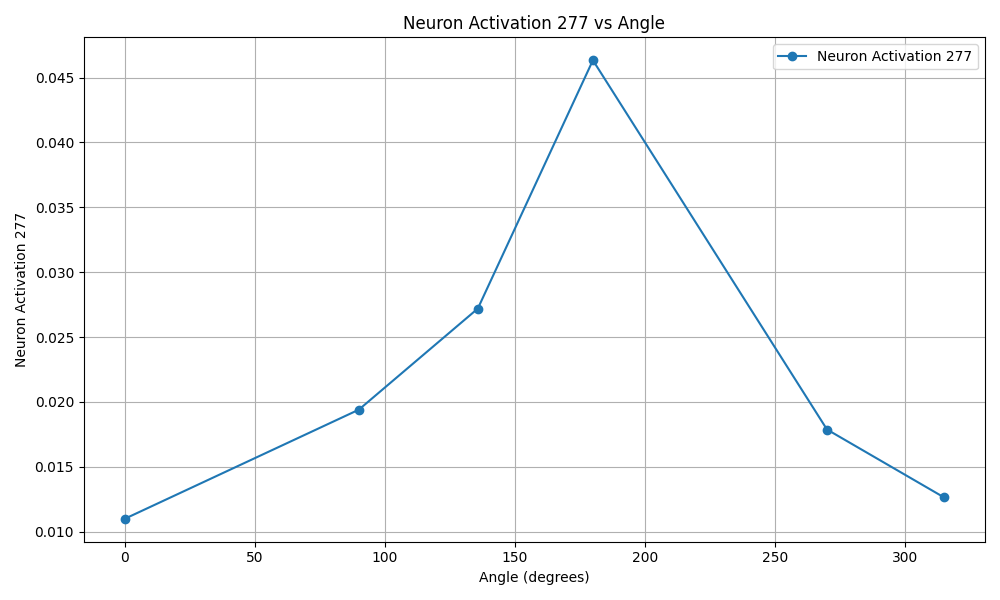 Neuron Activation 277 vs Angle
Neuron Activation 277
0.045
0.040
0.035
0.030
0.025
0.020
0.015
0.010
Neuron Activation 277
0 50 100 150 200 250 300
Angle (degrees)